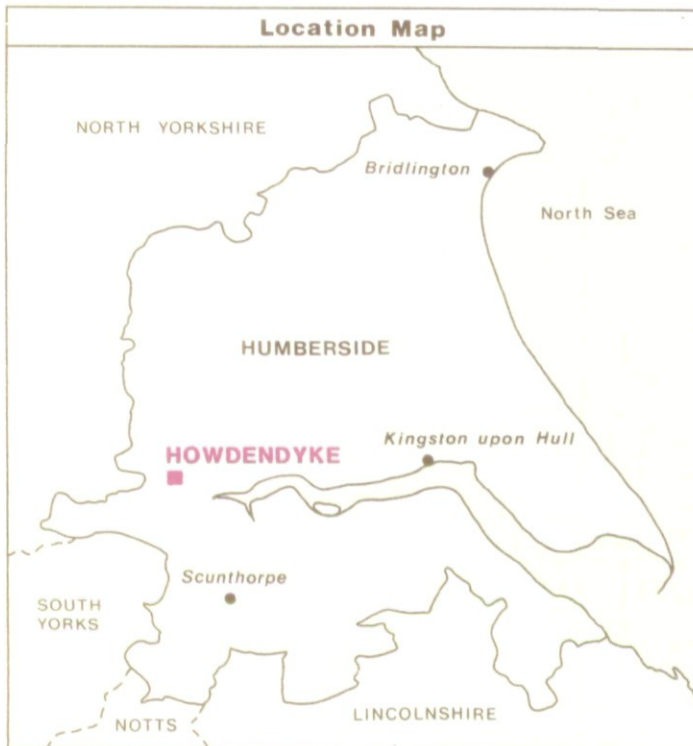 Location Map
NORTH YORKSHIRE
Bridlington
North Sea
HUMBERSIDE
Kingston upon Hull
HOWDENDYKE
Scunthorpe
SOUTH
YORKS
NOTTS
LINCOLNSHIRE